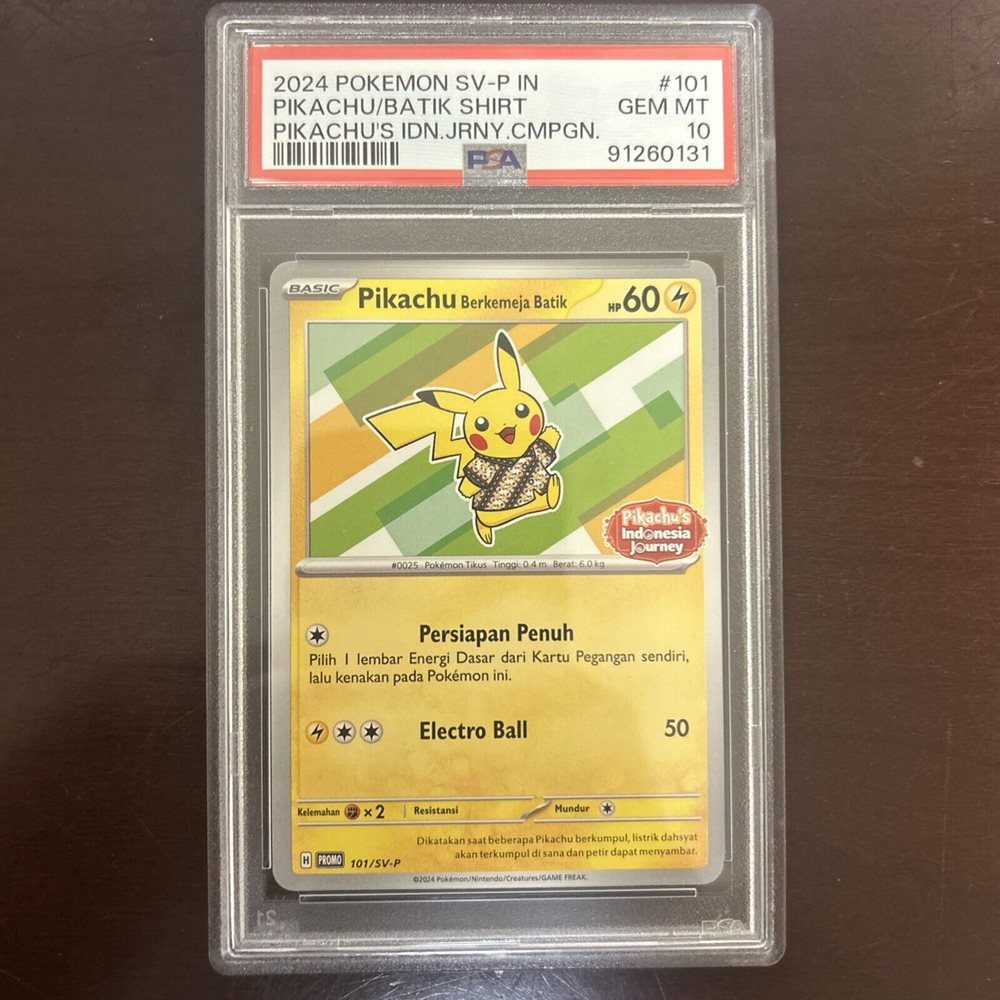 2024 POKEMON SV-P IN #101
PIKACHU/BATIK SHIRT GEM MT
PIKACHU'S IDN.JRNY.CMPGN. 10
PSA 91260131
BASIC Pikachu Berkemeja Batik HP 60
Pikachu's
Indonesia
Journey
#0025 Pokémon Tikus Tinggi: 0.4 m Berat: 6.0 kg
Persiapan Penuh
Pilih 1 lembar Energi Dasar dari Kartu Pegangan sendiri,
lalu kenakan pada Pokémon ini.
Electro Ball 50
Kelemahan ×2 Resistansi Mundur
Dikatakan saat beberapa Pikachu berkumpul, listrik dahsyat
akan terkumpul di sana dan petir dapat menyambar.
H PROMO 101/SV-P
©2024 Pokémon/Nintendo/Creatures/GAME FREAK.
PSA